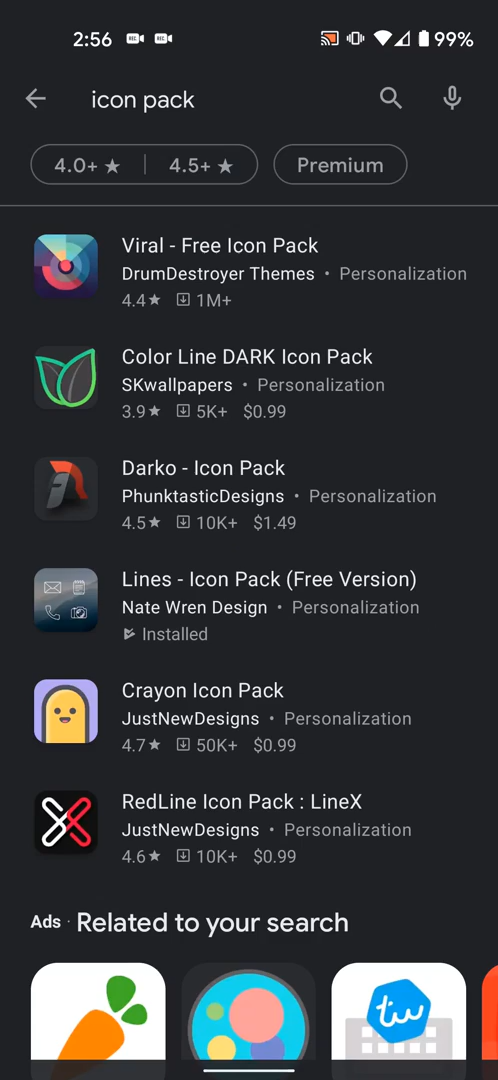 2:56 REC REC 99%
icon pack
4.0+ ★ | 4.5+ ★ Premium
Viral - Free Icon Pack
DrumDestroyer Themes • Personalization
4.4★ 1M+
Color Line DARK Icon Pack
SKwallpapers • Personalization
3.9★ 5K+ $0.99
Darko - Icon Pack
PhunktasticDesigns • Personalization
4.5★ 10K+ $1.49
Lines - Icon Pack (Free Version)
Nate Wren Design • Personalization
Installed
Crayon Icon Pack
JustNewDesigns • Personalization
4.7★ 50K+ $0.99
RedLine Icon Pack : LineX
JustNewDesigns • Personalization
4.6★ 10K+ $0.99
Ads · Related to your search
tw